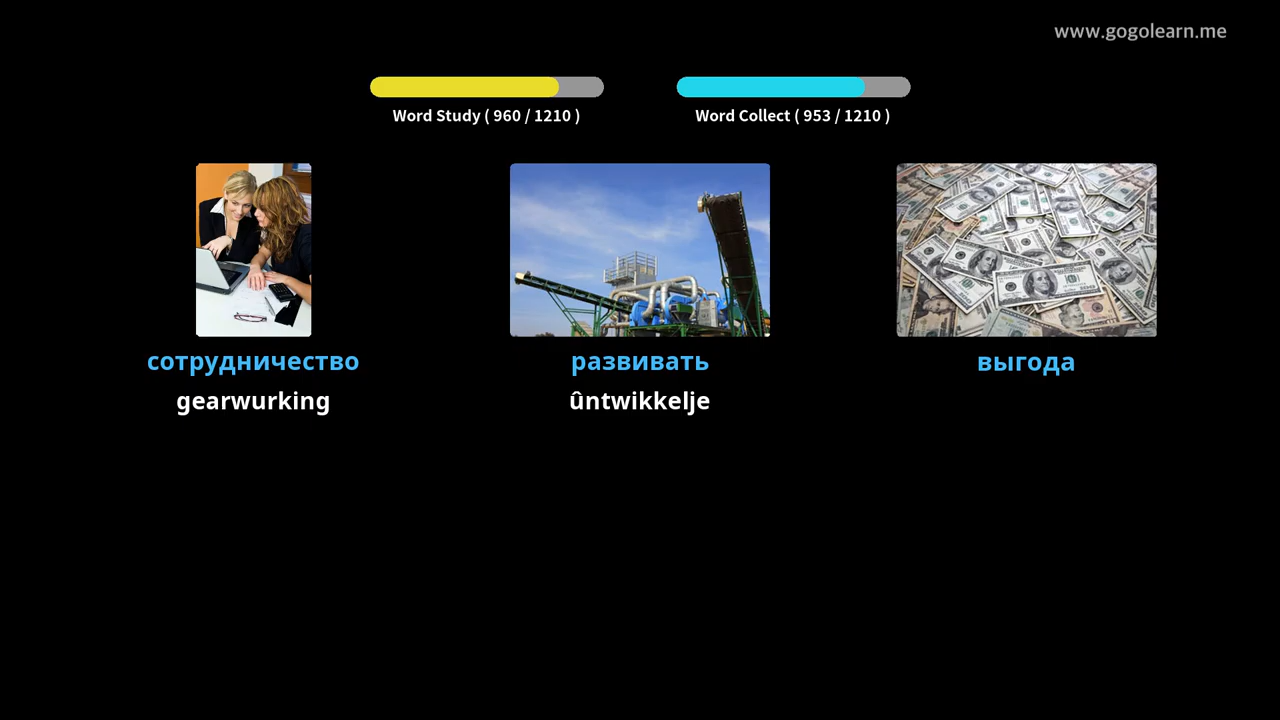 www.gogolearn.me
Word Study ( 960 / 1210 )
Word Collect ( 953 / 1210 )
сотрудничество
развивать
выгода
gearwurking
ûntwikkelje